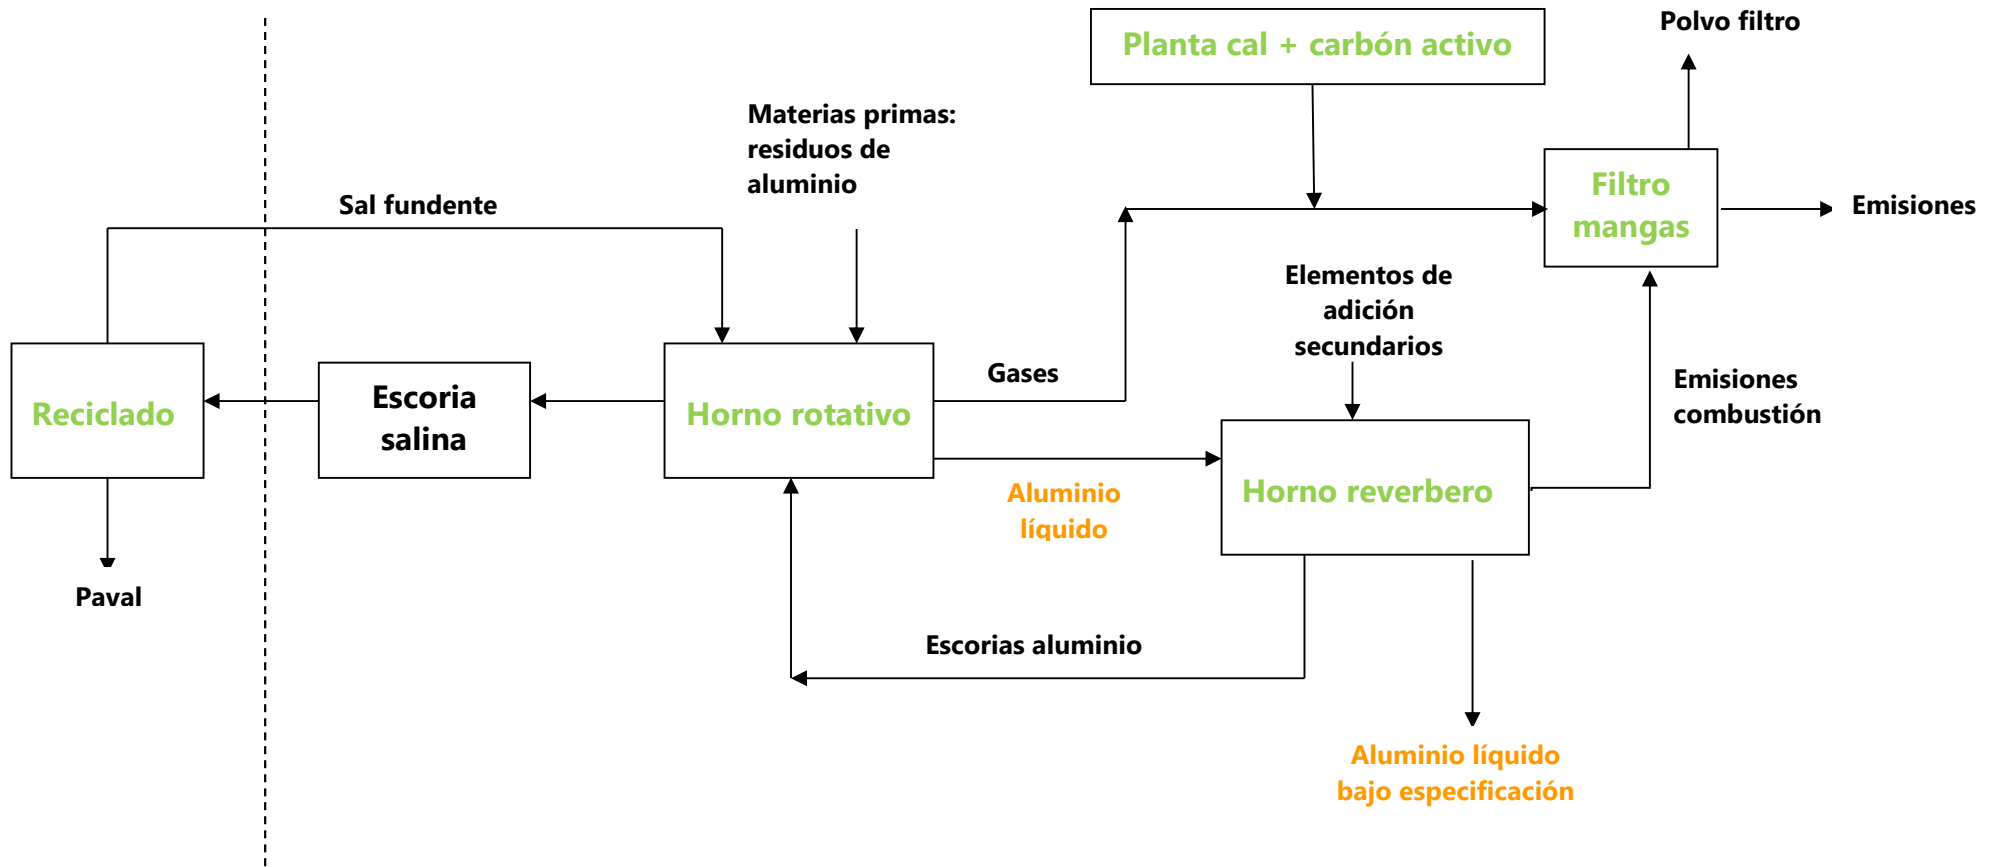 Polvo filtro
Planta cal + carbón activo
Materias primas:
residuos de
aluminio
Filtro
mangas
Emisiones
Sal fundente
Elementos de
adición
secundarios
Gases
Emisiones
combustión
Reciclado
Escoria
salina
Horno rotativo
Horno reverbero
Aluminio
líquido
Paval
Escorias aluminio
Aluminio líquido
bajo especificación